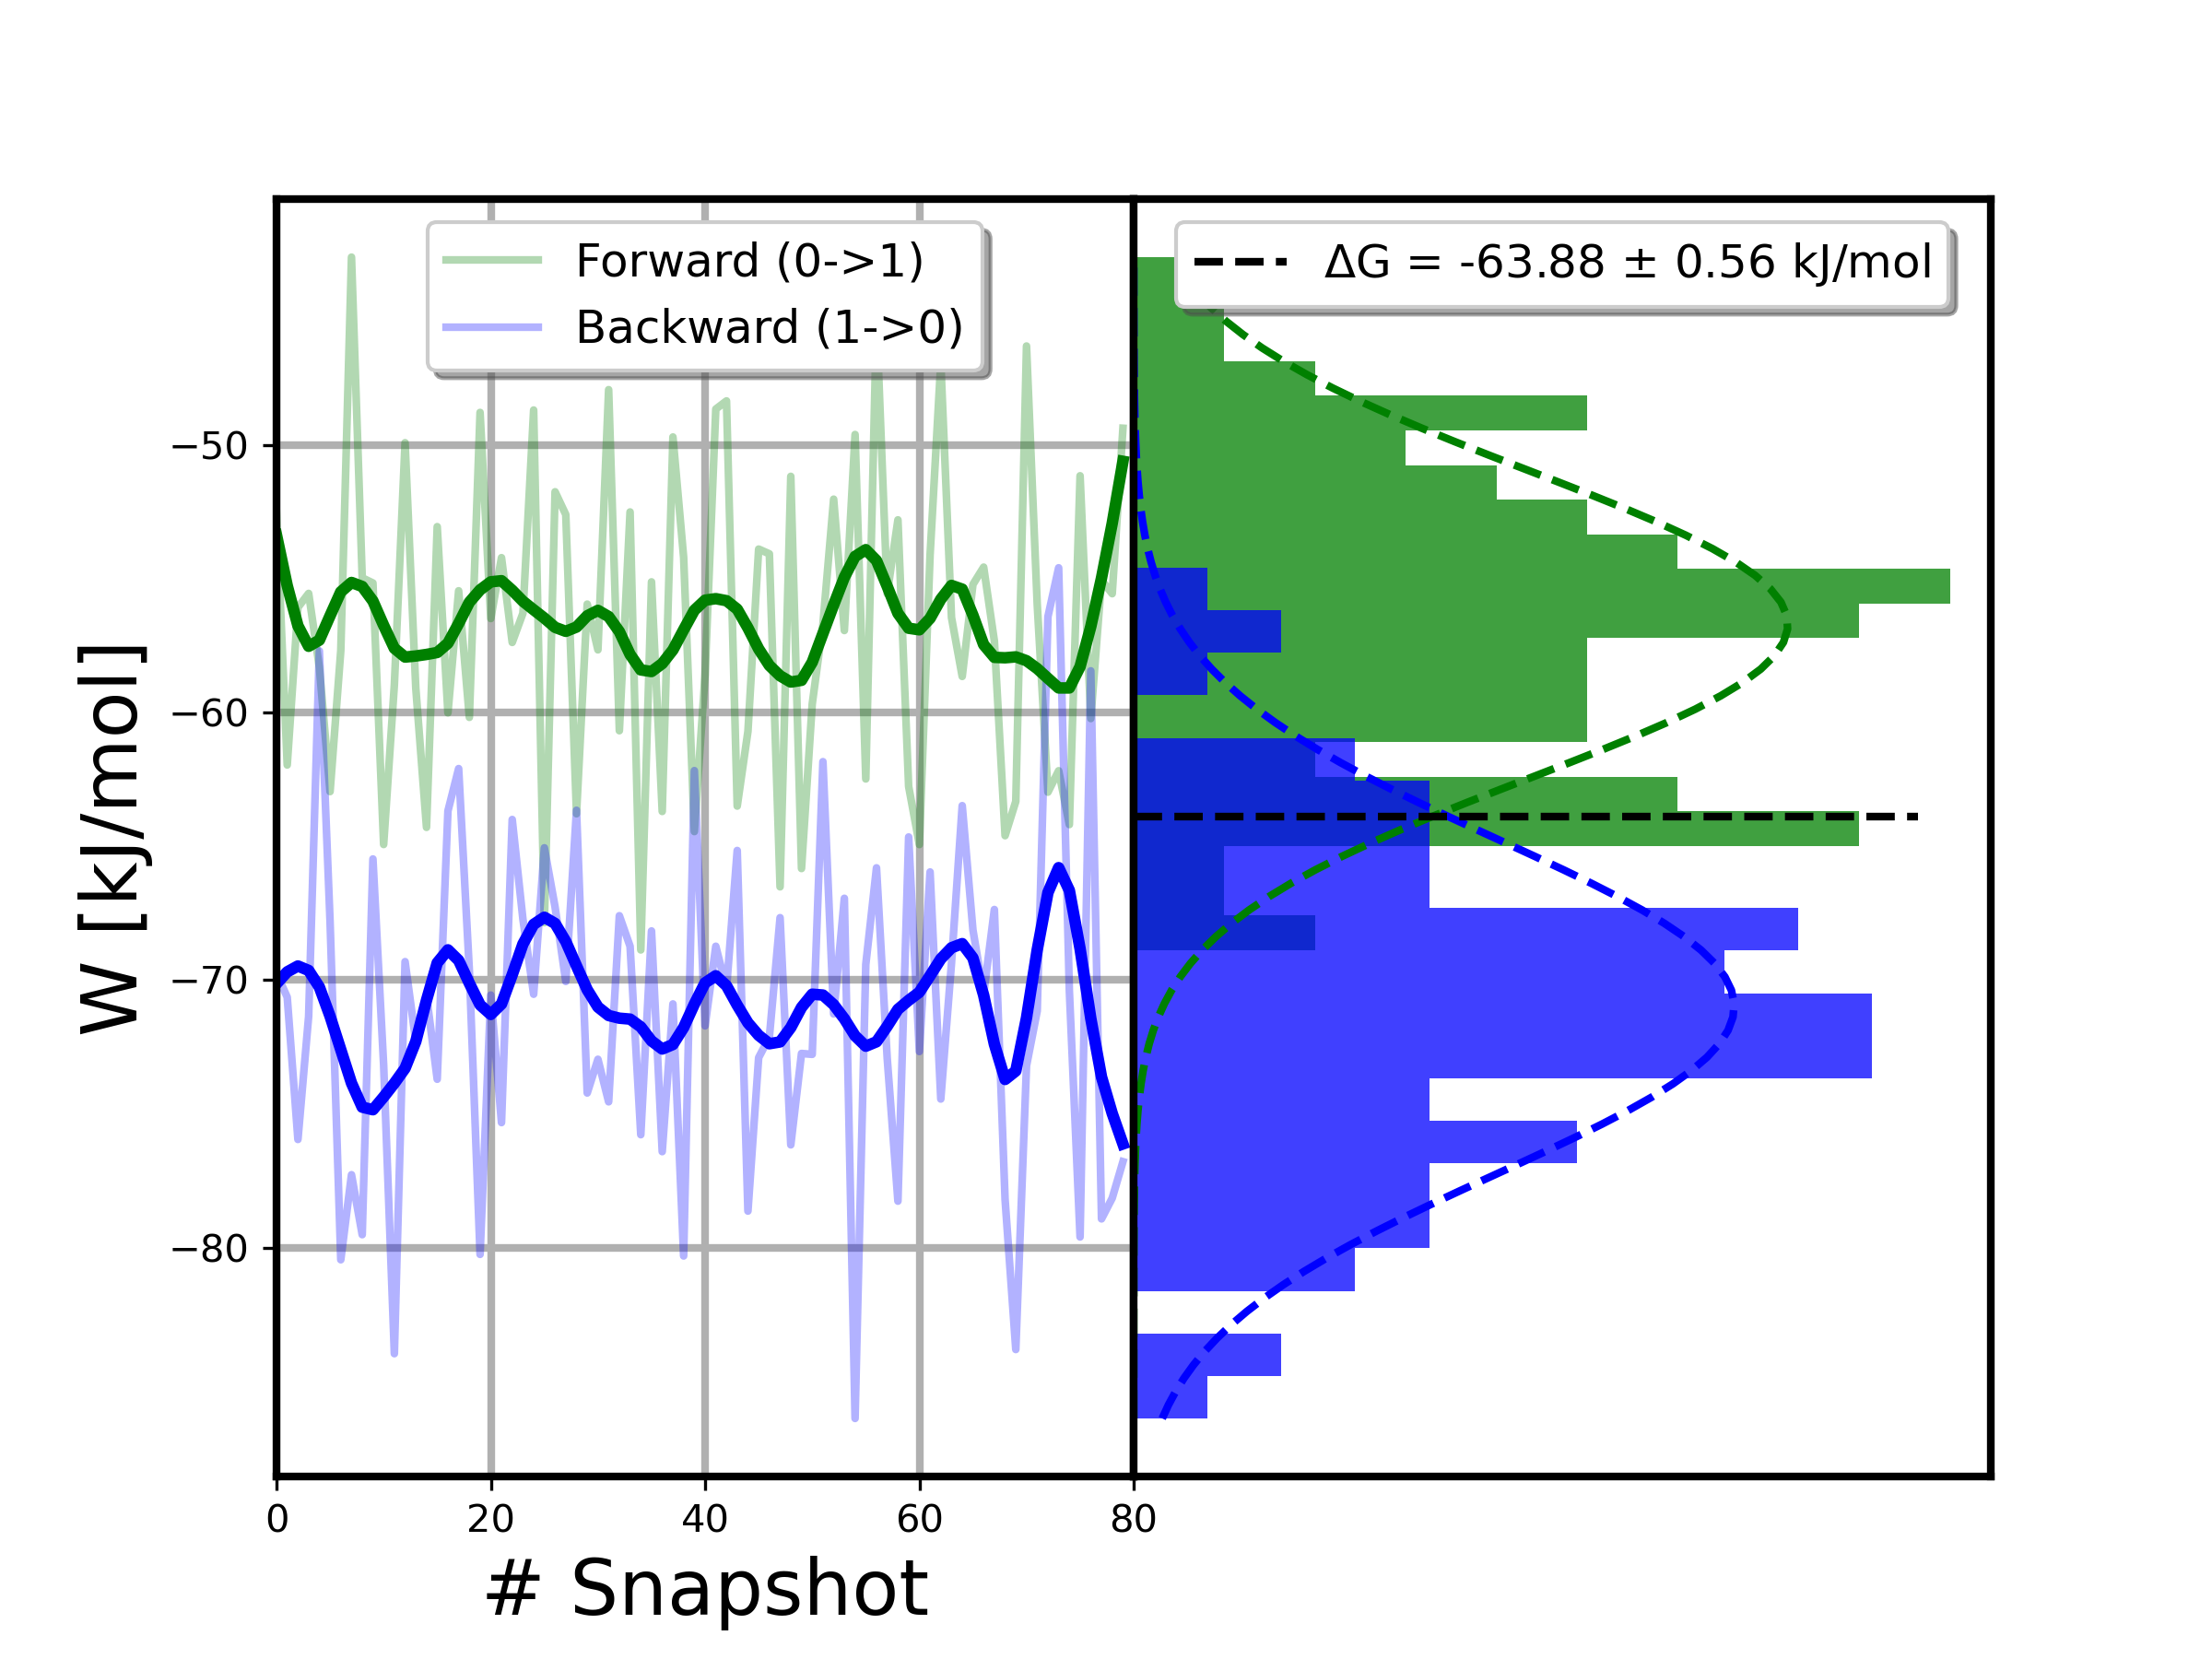 Forward (0->1)
Backward (1->0)
ΔG = -63.88 ± 0.56 kJ/mol
W [kJ/mol]
−50
−60
−70
−80
0 20 40 60 80
# Snapshot